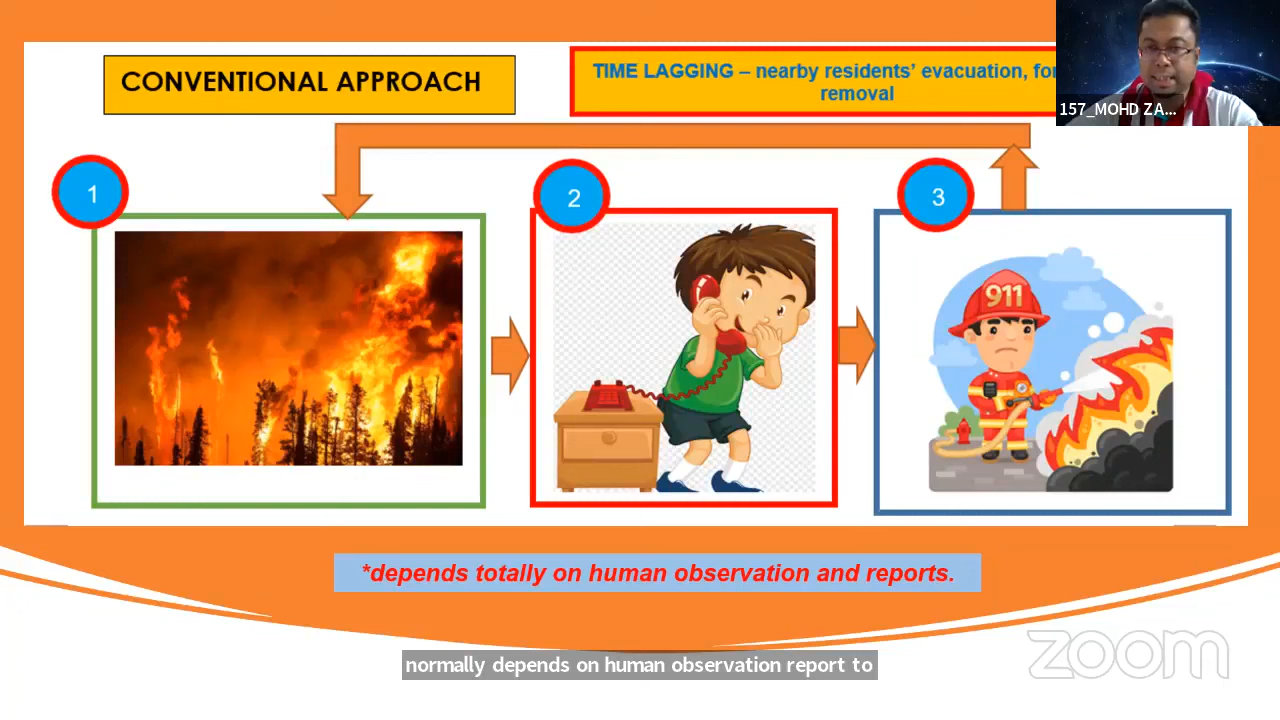 CONVENTIONAL APPROACH
TIME LAGGING – nearby residents' evacuation, for
removal
157_MOHD ZA...
1
2
3
911
*depends totally on human observation and reports.
normally depends on human observation report to
zoom